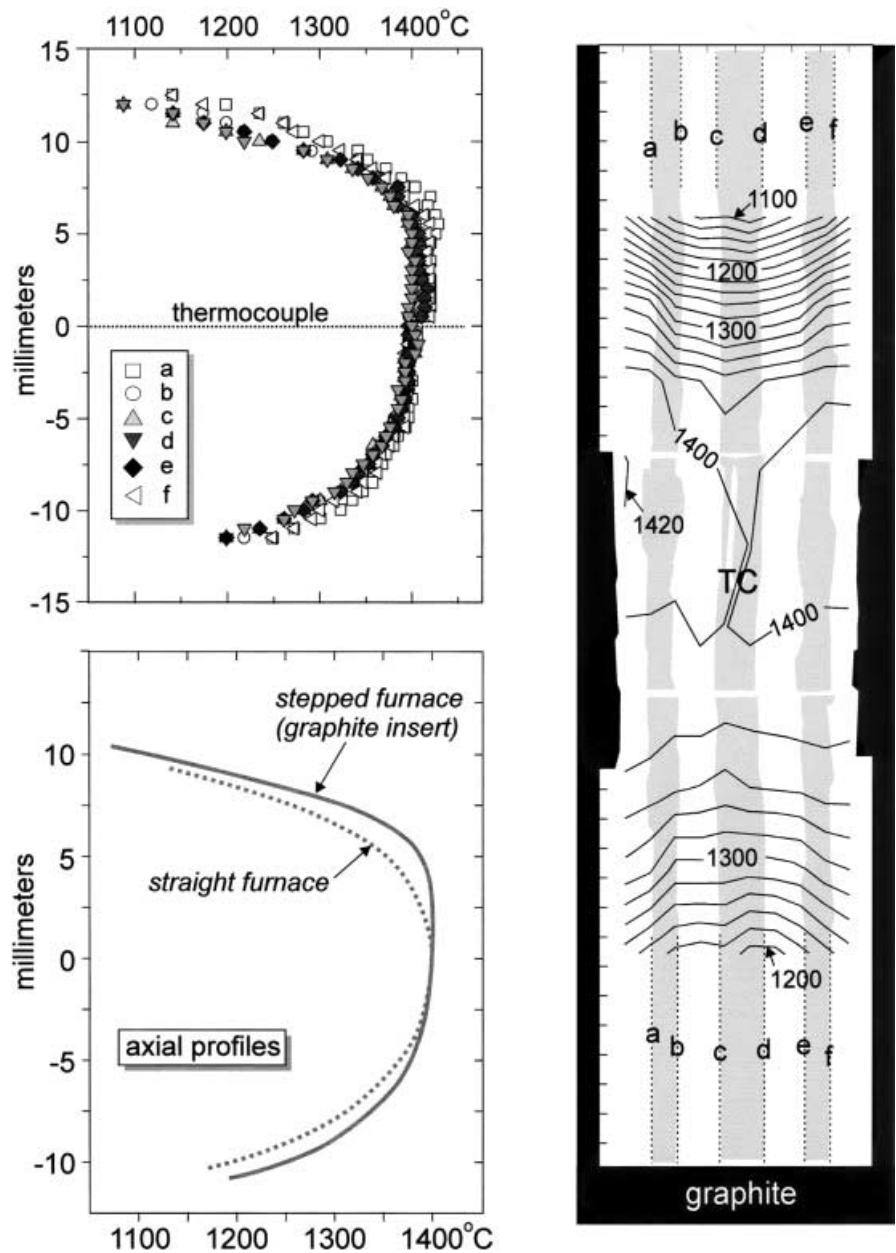 1100 1200 1300 1400°C
15
10
5
0
-5
-10
-15
millimeters
thermocouple
a
b
c
d
e
f
stepped furnace
(graphite insert)
straight furnace
axial profiles
10
5
0
-5
-10
millimeters
1100 1200 1300 1400°C
a b c d e f
1100
1200
1300
1400
1420
TC
1400
1300
1200
a b c d e f
graphite